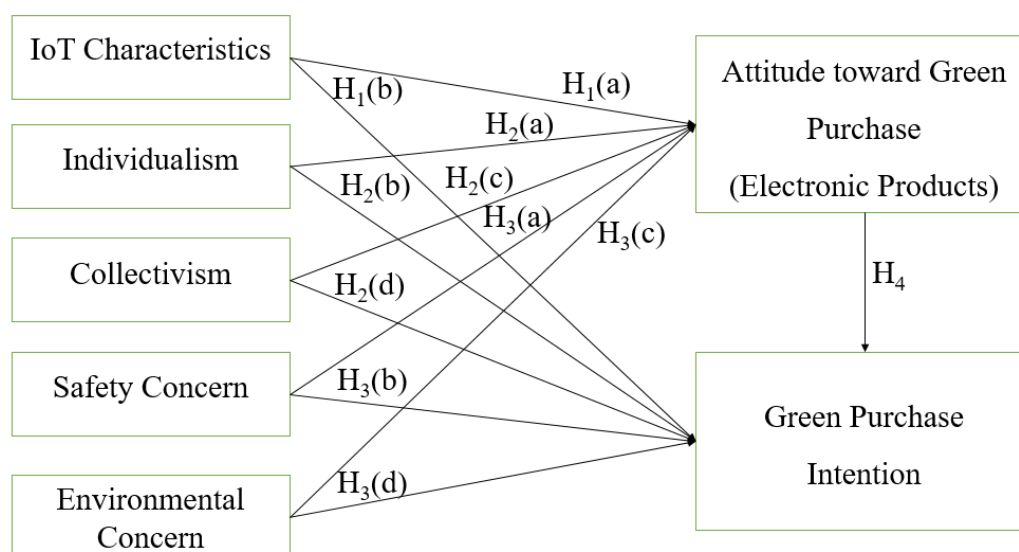 IoT Characteristics
Individualism
Collectivism
Safety Concern
Environmental
Concern
H₁(a)
H₁(b)
H₂(a)
H₂(b)
H₂(c)
H₂(d)
H₃(a)
H₃(b)
H₃(c)
H₃(d)
Attitude toward Green
Purchase
(Electronic Products)
H₄
Green Purchase
Intention